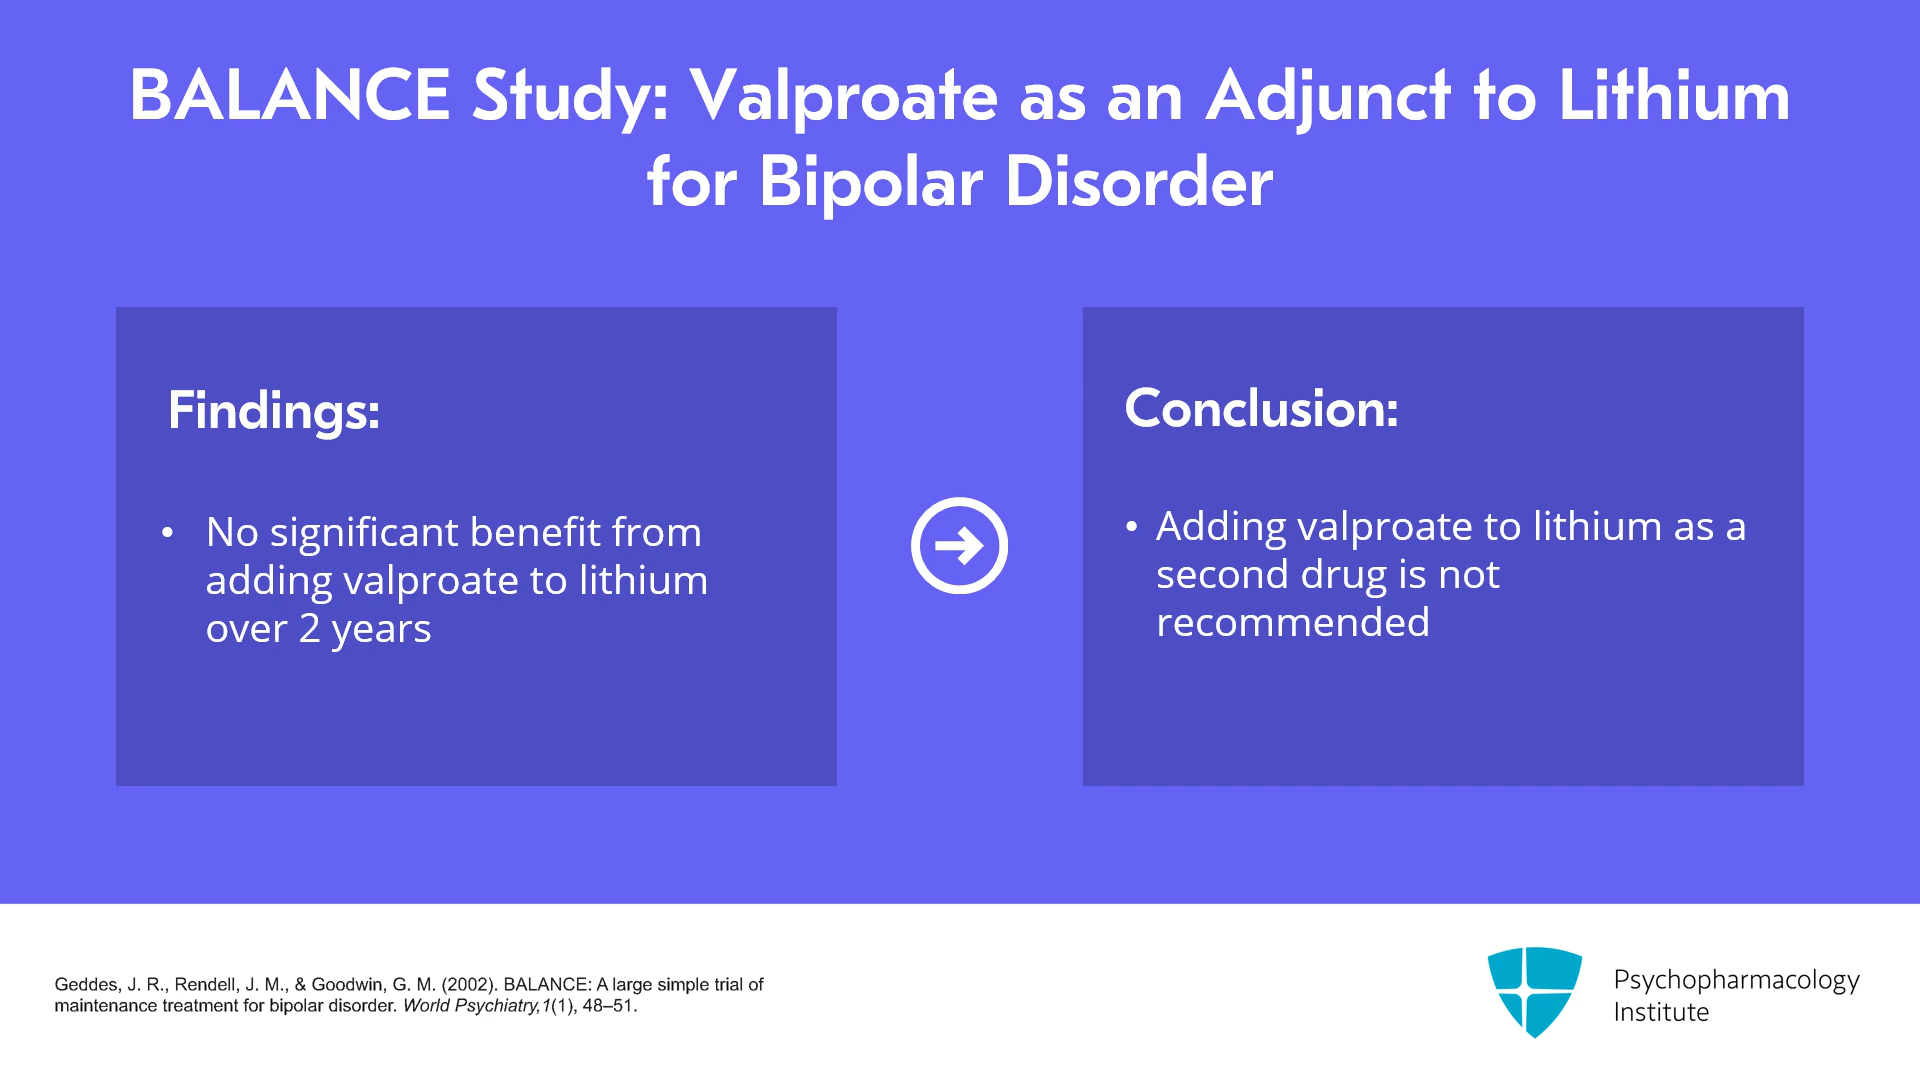 BALANCE Study: Valproate as an Adjunct to Lithium
for Bipolar Disorder
Findings:
• No significant benefit from
adding valproate to lithium
over 2 years
Conclusion:
• Adding valproate to lithium as a
second drug is not
recommended
Geddes, J. R., Rendell, J. M., & Goodwin, G. M. (2002). BALANCE: A large simple trial of
maintenance treatment for bipolar disorder. World Psychiatry,1(1), 48–51.
Psychopharmacology
Institute